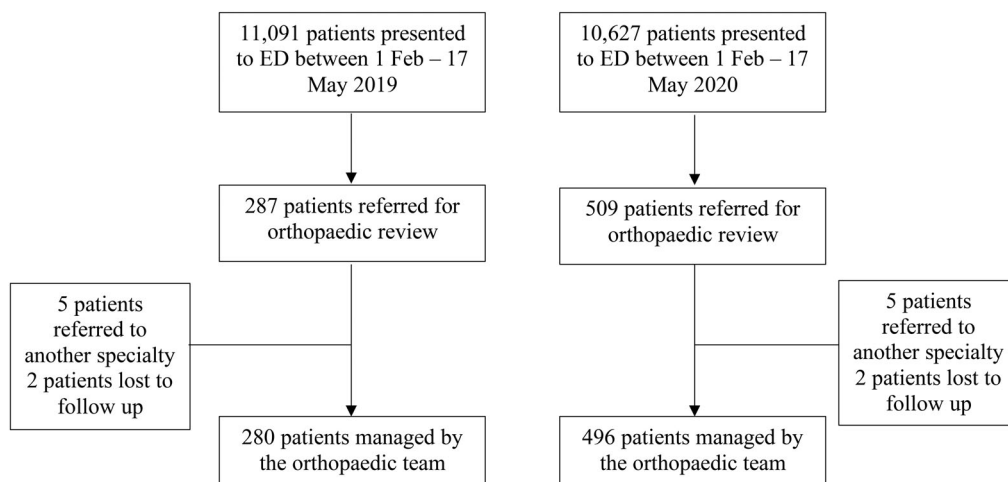 11,091 patients presented
to ED between 1 Feb – 17
May 2019
10,627 patients presented
to ED between 1 Feb – 17
May 2020
287 patients referred for
orthopaedic review
509 patients referred for
orthopaedic review
5 patients
referred to
another specialty
2 patients lost to
follow up
5 patients
referred to
another specialty
2 patients lost to
follow up
280 patients managed by
the orthopaedic team
496 patients managed by
the orthopaedic team